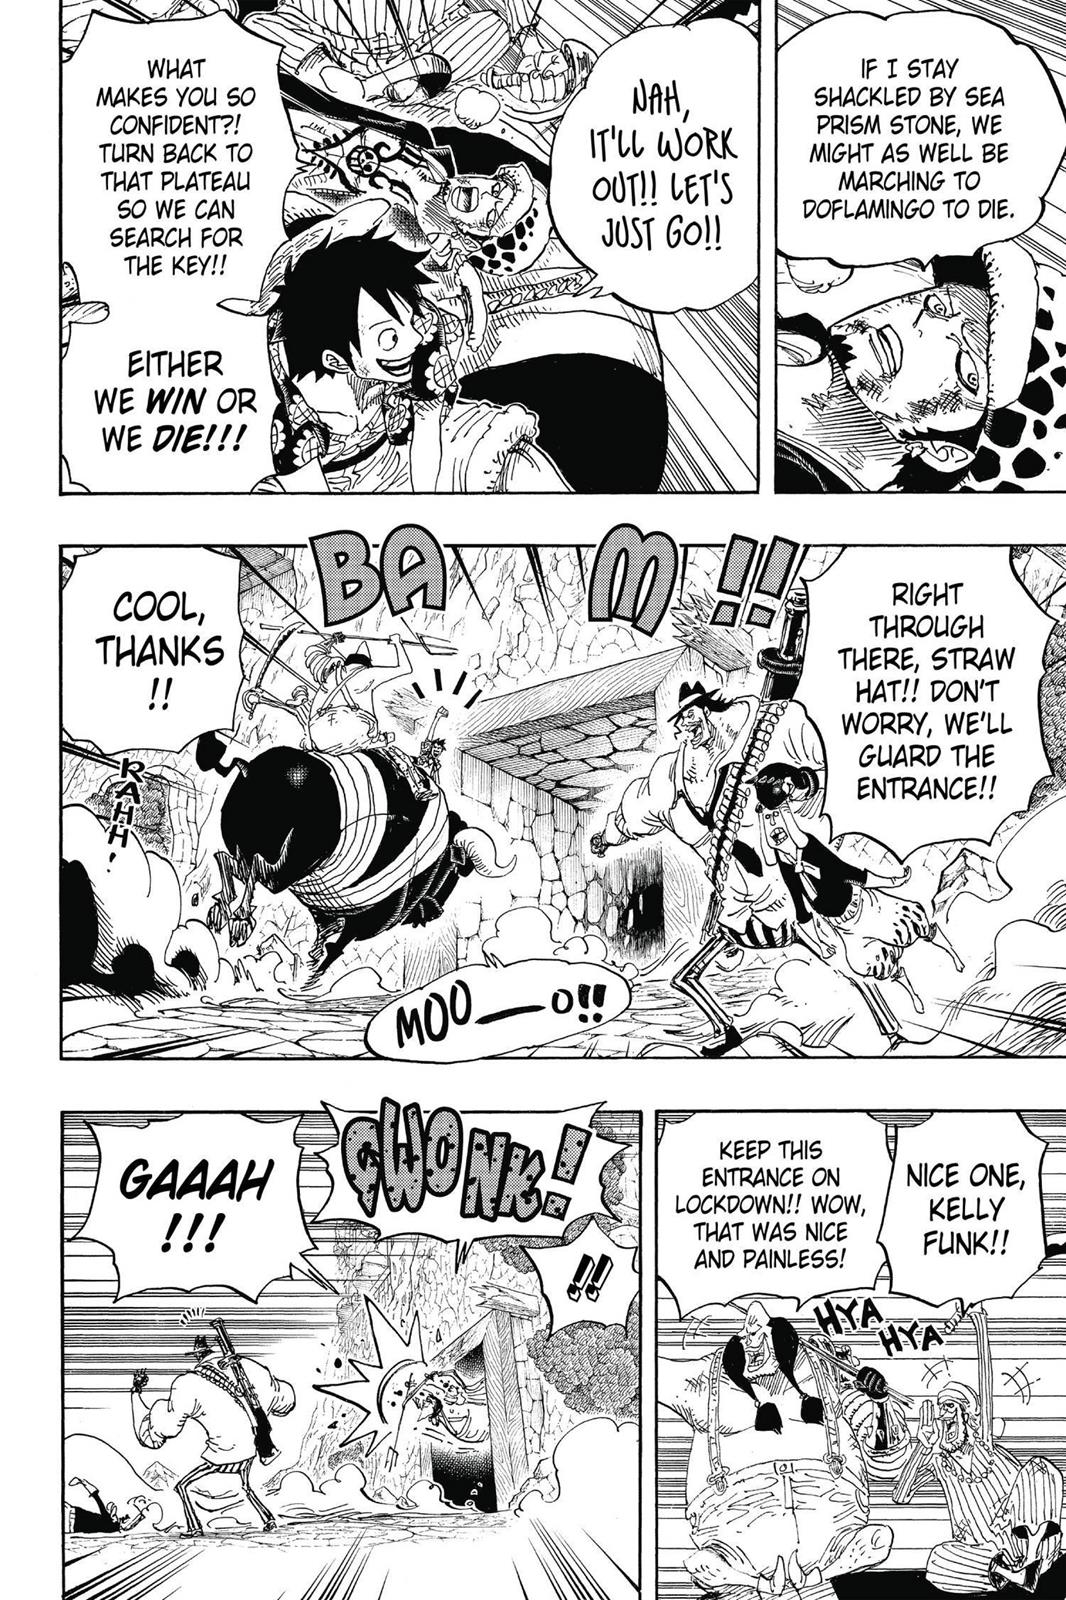 IF I STAY
SHACKLED BY SEA
PRISM STONE, WE
MIGHT AS WELL BE
MARCHING TO
DOFLAMINGO TO DIE.
NAH,
IT'LL WORK
OUT!! LET'S
JUST GO!!
WHAT
MAKES YOU SO
CONFIDENT?!
TURN BACK TO
THAT PLATEAU
SO WE CAN
SEARCH FOR
THE KEY!!
EITHER
WE WIN OR
WE DIE!!!
RIGHT
THROUGH
THERE, STRAW
HAT!! DON'T
WORRY, WE'LL
GUARD THE
ENTRANCE!!
BAM!!
COOL,
THANKS
!!
RAHH!
MOO—O!!
NICE ONE,
KELLY
FUNK!!
KEEP THIS
ENTRANCE ON
LOCKDOWN!! WOW,
THAT WAS NICE
AND PAINLESS!
HYA
HYA
!!
QWONK!
GAAAH
!!!